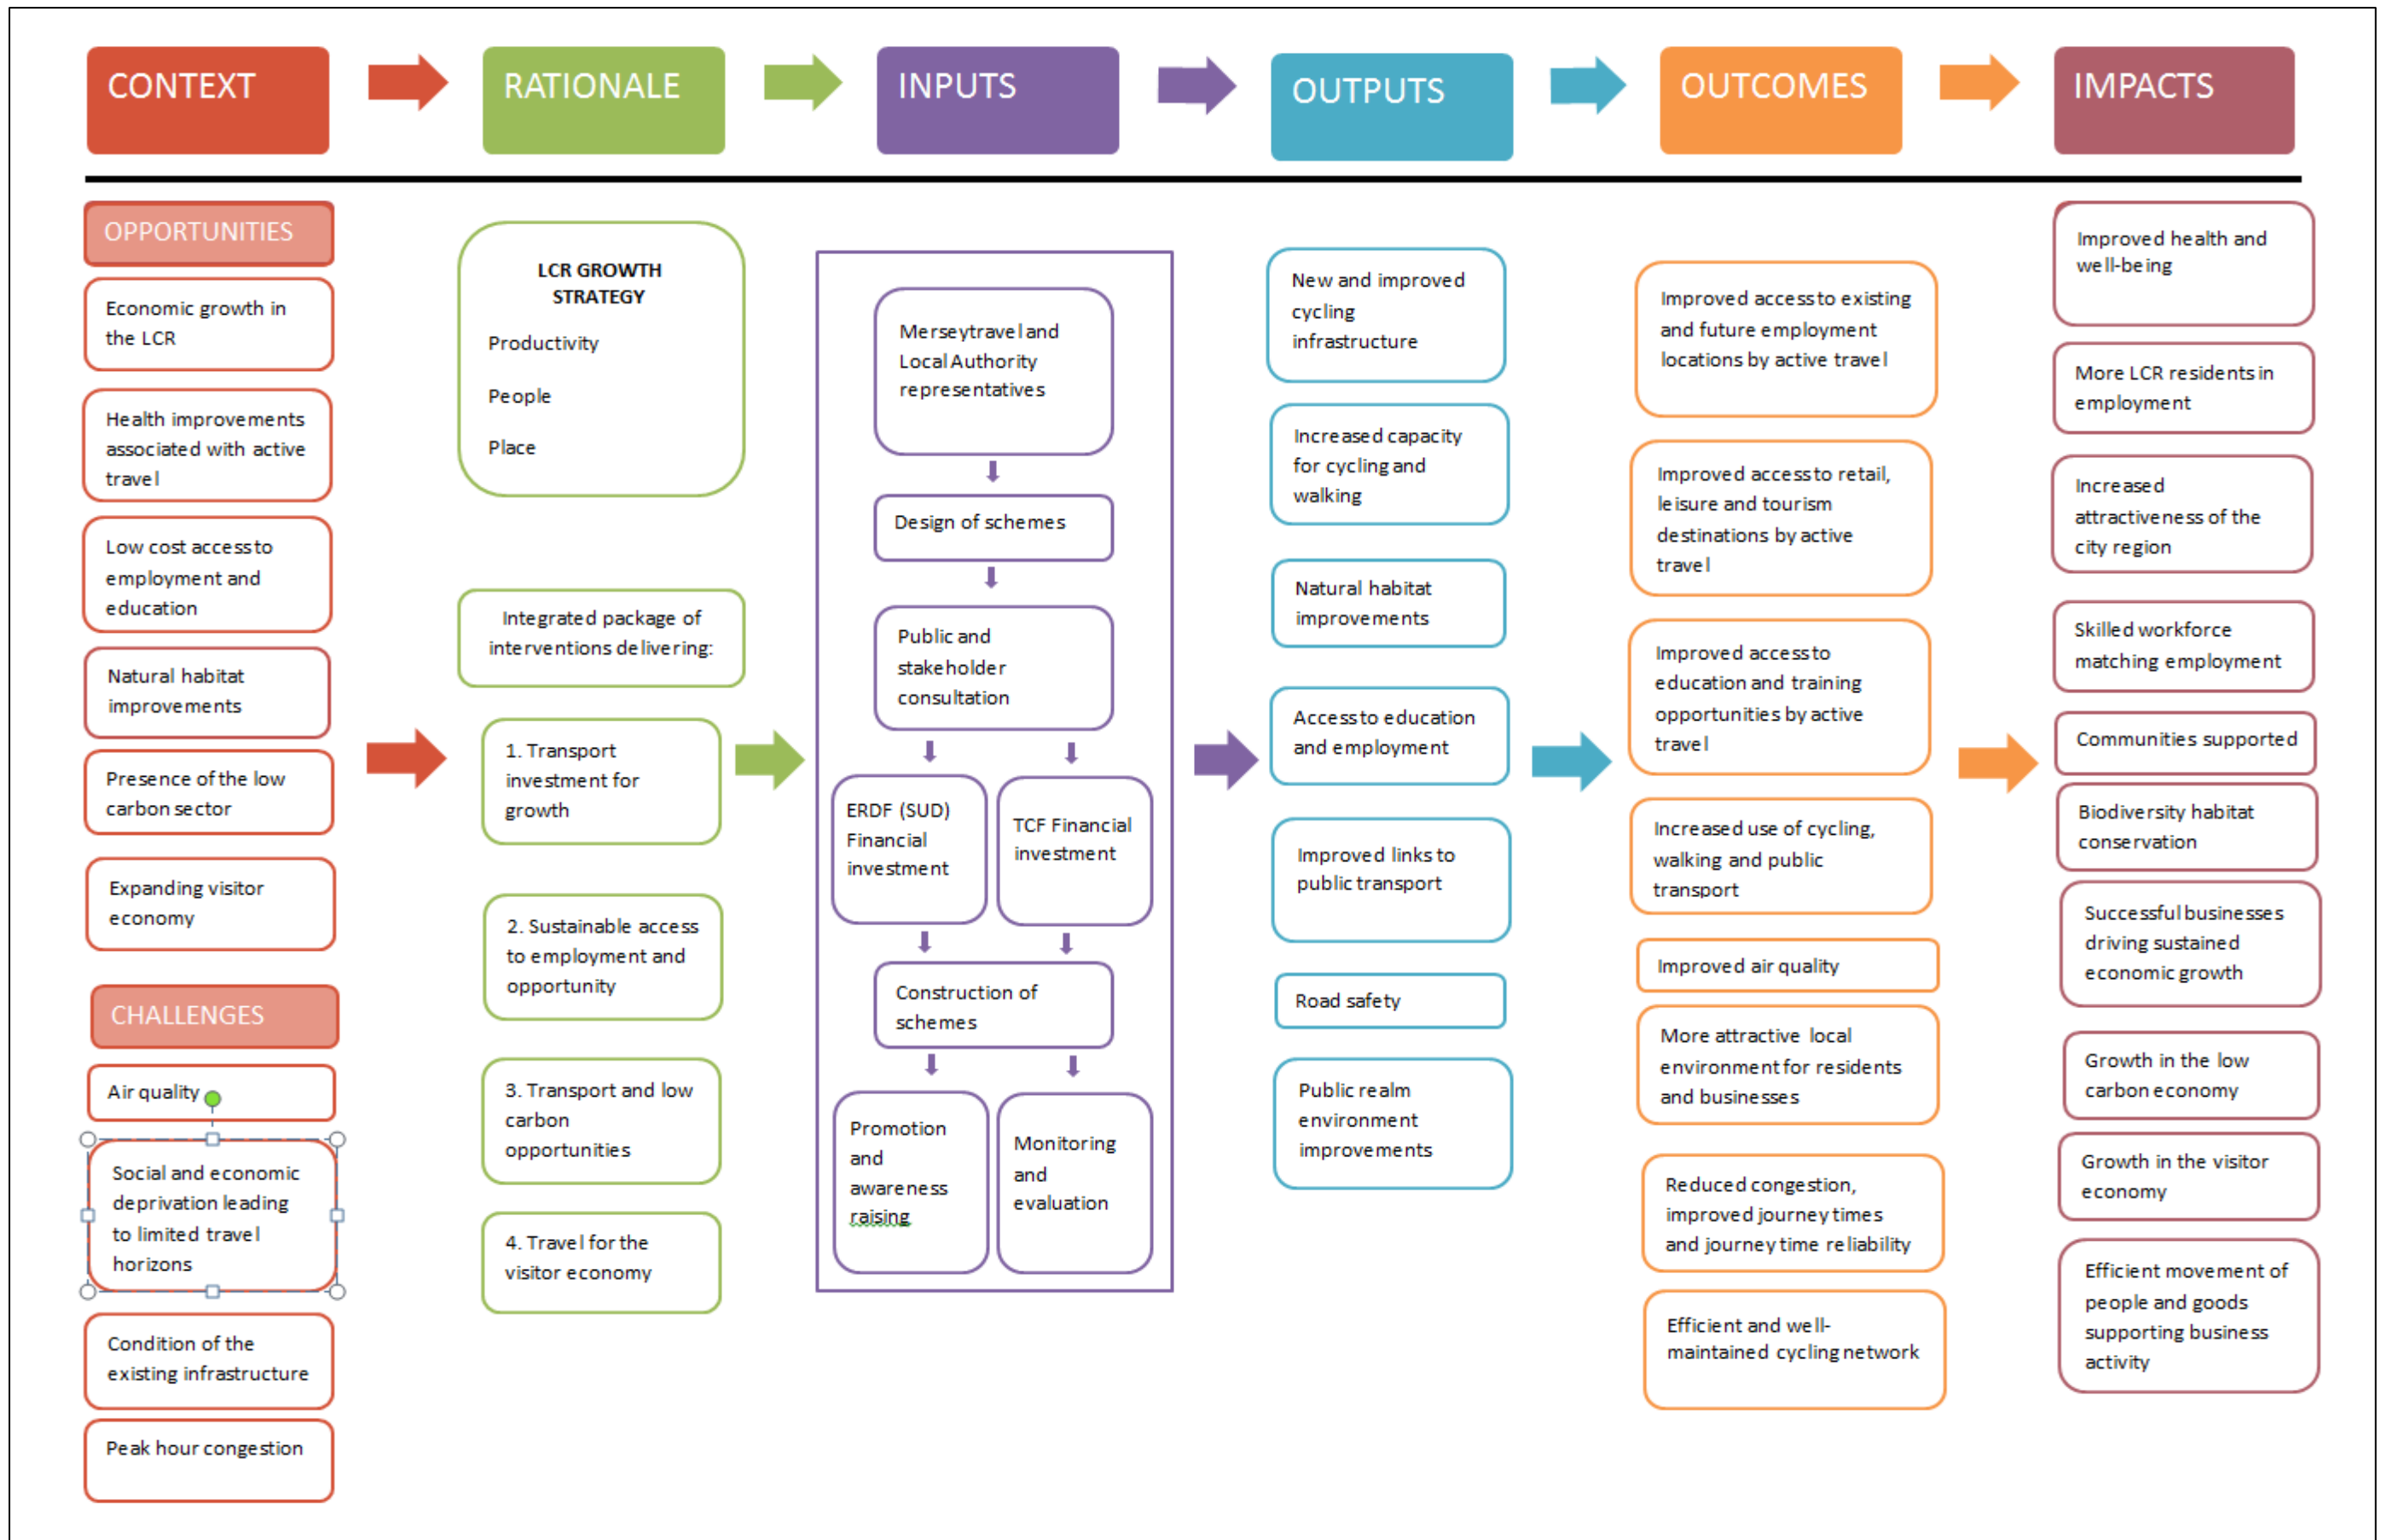 CONTEXT
RATIONALE
INPUTS
OUTPUTS
OUTCOMES
IMPACTS
OPPORTUNITIES
Economic growth in
the LCR
Health improvements
associated with active
travel
Low cost access to
employment and
education
Natural habitat
improvements
Presence of the low
carbon sector
Expanding visitor
economy
CHALLENGES
Air quality
Social and economic
deprivation leading
to limited travel
horizons
Condition of the
existing infrastructure
Peak hour congestion
LCR GROWTH
STRATEGY
Productivity
People
Place
Integrated package of
interventions delivering:
1. Transport
investment for
growth
2. Sustainable access
to employment and
opportunity
3. Transport and low
carbon
opportunities
4. Travel for the
visitor economy
Merseytravel and
Local Authority
representatives
Design of schemes
Public and
stakeholder
consultation
ERDF (SUD)
Financial
investment
TCF Financial
investment
Construction of
schemes
Promotion
and
awareness
raising
Monitoring
and
evaluation
New and improved
cycling
infrastructure
Increased capacity
for cycling and
walking
Natural habitat
improvements
Access to education
and employment
Improved links to
public transport
Road safety
Public realm
environment
improvements
Improved access to existing
and future employment
locations by active travel
Improved access to retail,
leisure and tourism
destinations by active
travel
Improved access to
education and training
opportunities by active
travel
Increased use of cycling,
walking and public
transport
Improved air quality
More attractive local
environment for residents
and businesses
Reduced congestion,
improved journey times
and journey time reliability
Efficient and well-
maintained cycling network
Improved health and
well-being
More LCR residents in
employment
Increased
attractiveness of the
city region
Skilled workforce
matching employment
Communities supported
Biodiversity habitat
conservation
Successful businesses
driving sustained
economic growth
Growth in the low
carbon economy
Growth in the visitor
economy
Efficient movement of
people and goods
supporting business
activity